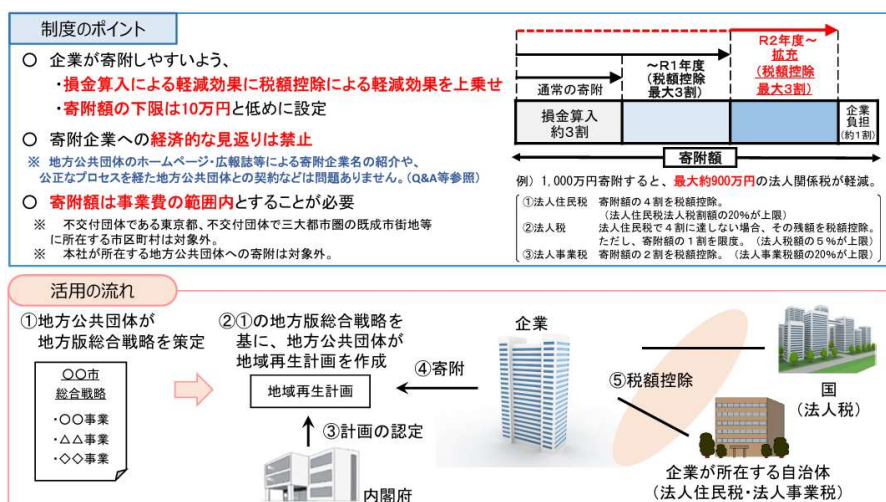 制度のポイント
○ 企業が寄附しやすいよう、
・損金算入による軽減効果に税額控除による軽減効果を上乗せ
・寄附額の下限は10万円と低めに設定
○ 寄附企業への経済的な見返りは禁止
※ 地方公共団体のホームページ・広報誌等による寄附企業名の紹介や、
公正なプロセスを経た地方公共団体との契約などは問題ありません。(Q&A等参照)
○ 寄附額は事業費の範囲内とすることが必要
※ 不交付団体である東京都、不交付団体で三大都市圏の既成市街地等
に所在する市区町村は対象外。
※ 本社が所在する地方公共団体への寄附は対象外。
通常の寄附
～R1年度
(税額控除
最大3割)
R2年度～
拡充
(税額控除
最大3割)
損金算入
約3割
企業
負担
(約1割)
寄附額
例) 1,000万円寄附すると、最大約900万円の法人関係税が軽減。
①法人住民税 寄附額の4割を税額控除。
(法人住民税法人税割額の20%が上限)
②法人税 法人住民税で4割に達しない場合、その残額を税額控除。
ただし、寄附額の1割を限度。(法人税額の5%が上限)
③法人事業税 寄附額の2割を税額控除。(法人事業税額の20%が上限)
活用の流れ
①地方公共団体が
地方版総合戦略を策定
○○市
総合戦略
・○○事業
・△△事業
・◇◇事業
②①の地方版総合戦略を
基に、地方公共団体が
地域再生計画を作成
地域再生計画
③計画の認定
内閣府
④寄附
企業
⑤税額控除
国
(法人税)
企業が所在する自治体
(法人住民税・法人事業税)